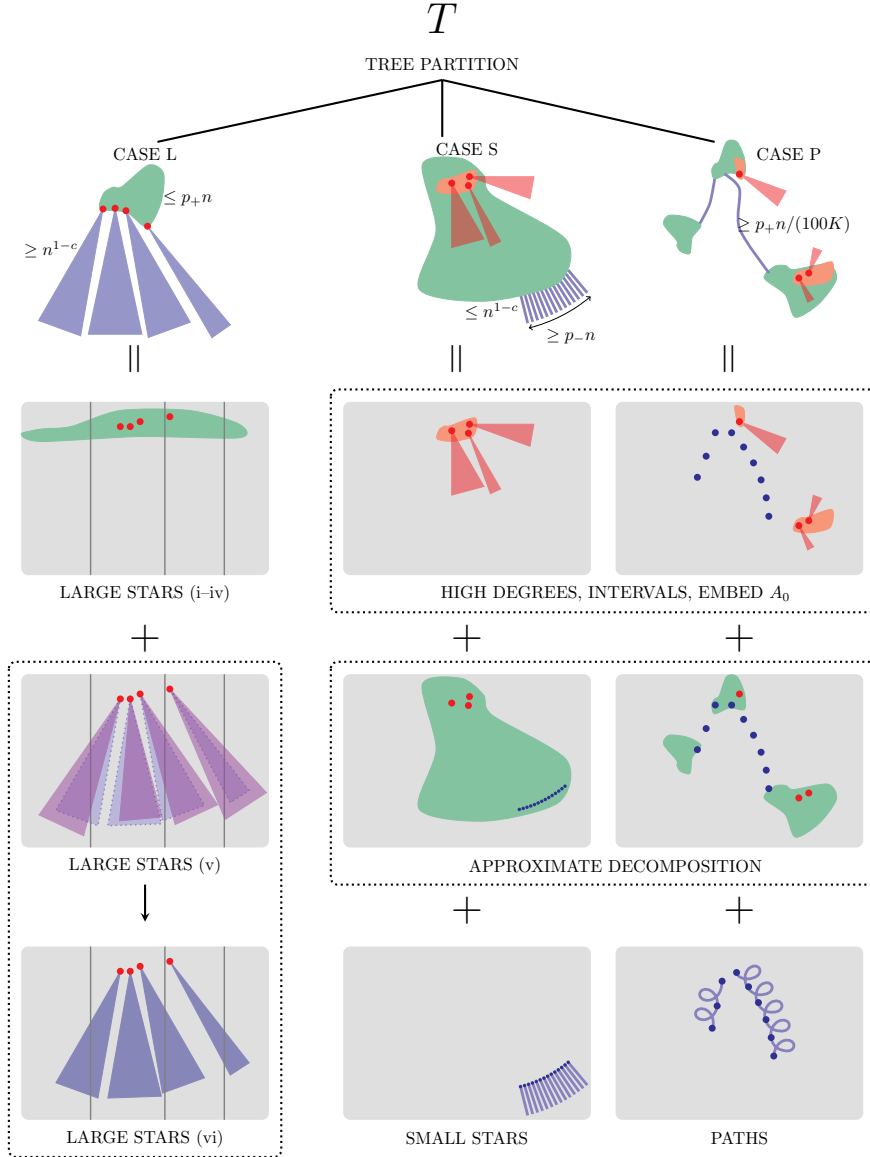 T
TREE PARTITION
CASE L
CASE S
CASE P
≤ p₊n
≥ n^{1−c}
≤ n^{1−c}
≥ p₋n
≥ p₊n/(100K)
LARGE STARS (i–iv)
HIGH DEGREES, INTERVALS, EMBED A₀
LARGE STARS (v)
APPROXIMATE DECOMPOSITION
LARGE STARS (vi)
SMALL STARS
PATHS